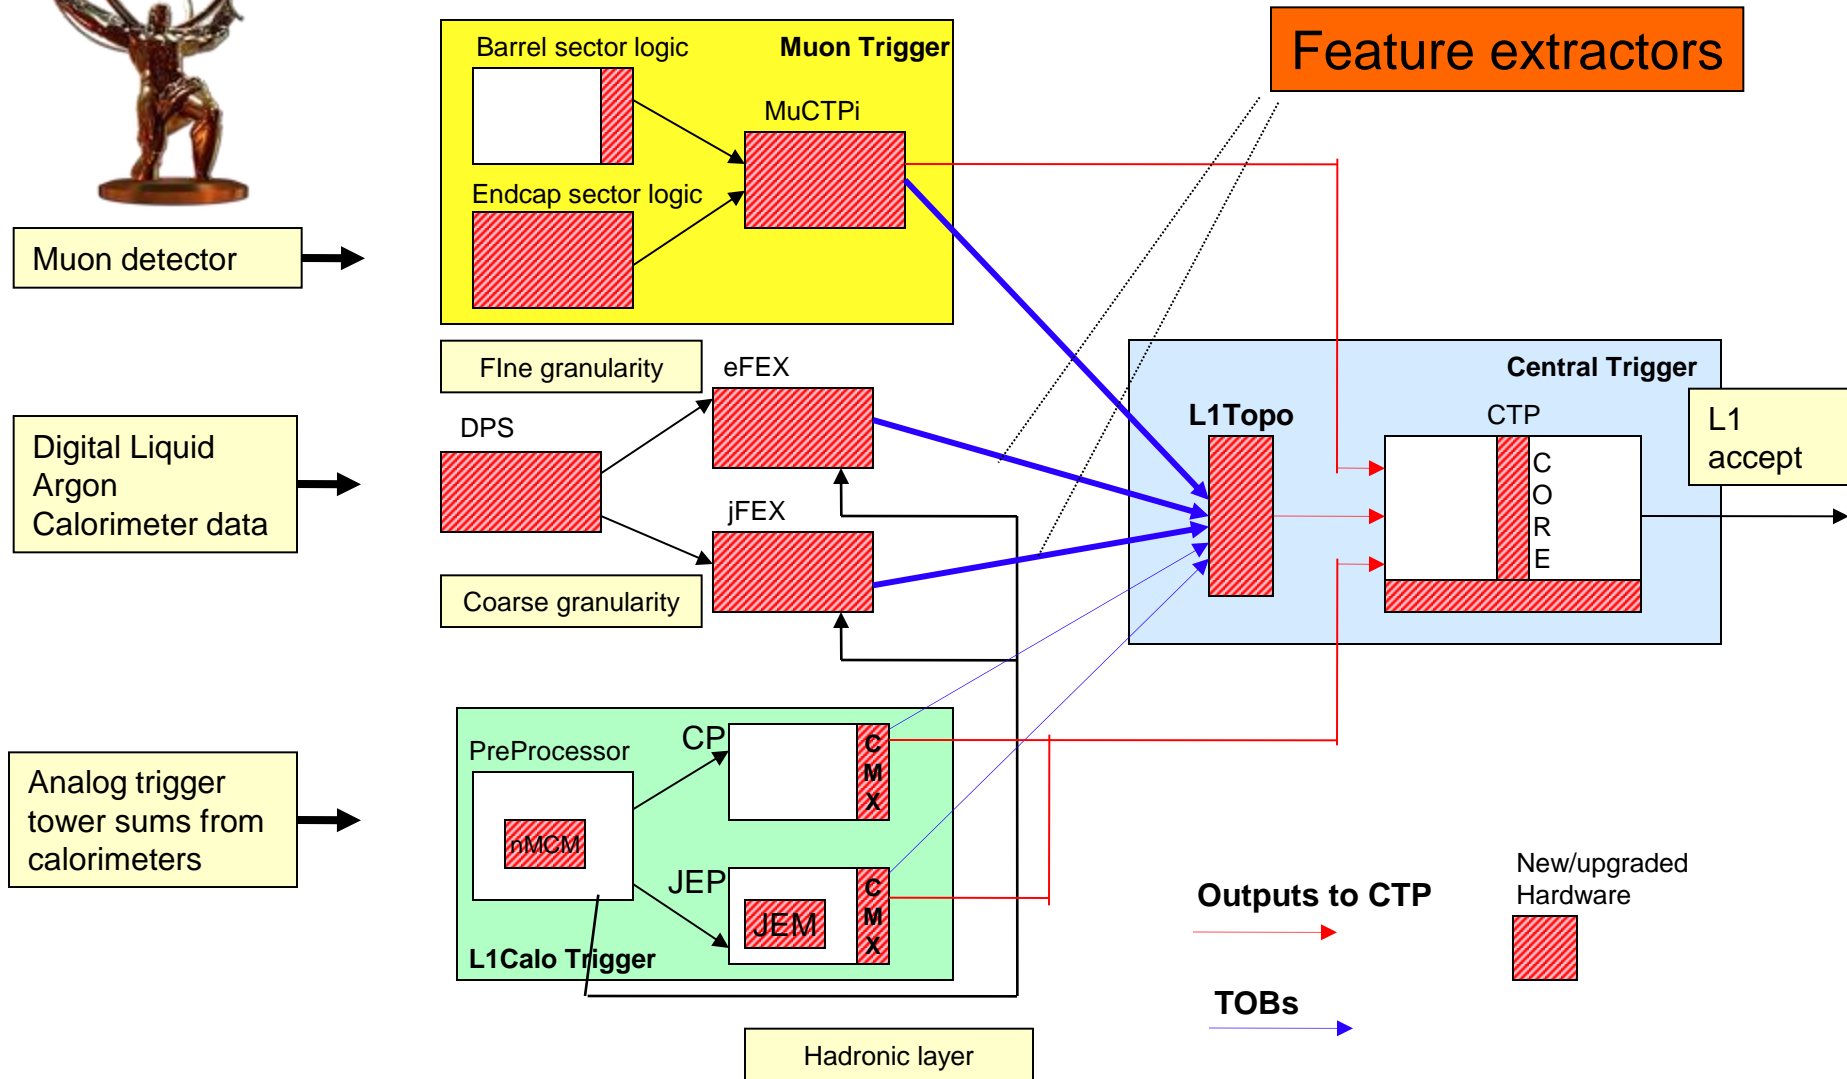 Barrel sector logic
Muon Trigger
Feature extractors
MuCTPi
Endcap sector logic
Muon detector
FIne granularity
eFEX
Central Trigger
L1Topo
CTP
L1
accept
Digital Liquid
Argon
Calorimeter data
DPS
C
O
R
E
jFEX
Coarse granularity
PreProcessor
CP
C
M
X
Analog trigger
tower sums from
calorimeters
nMCM
JEP
JEM
C
M
X
L1Calo Trigger
Outputs to CTP
New/upgraded
Hardware
TOBs
Hadronic layer